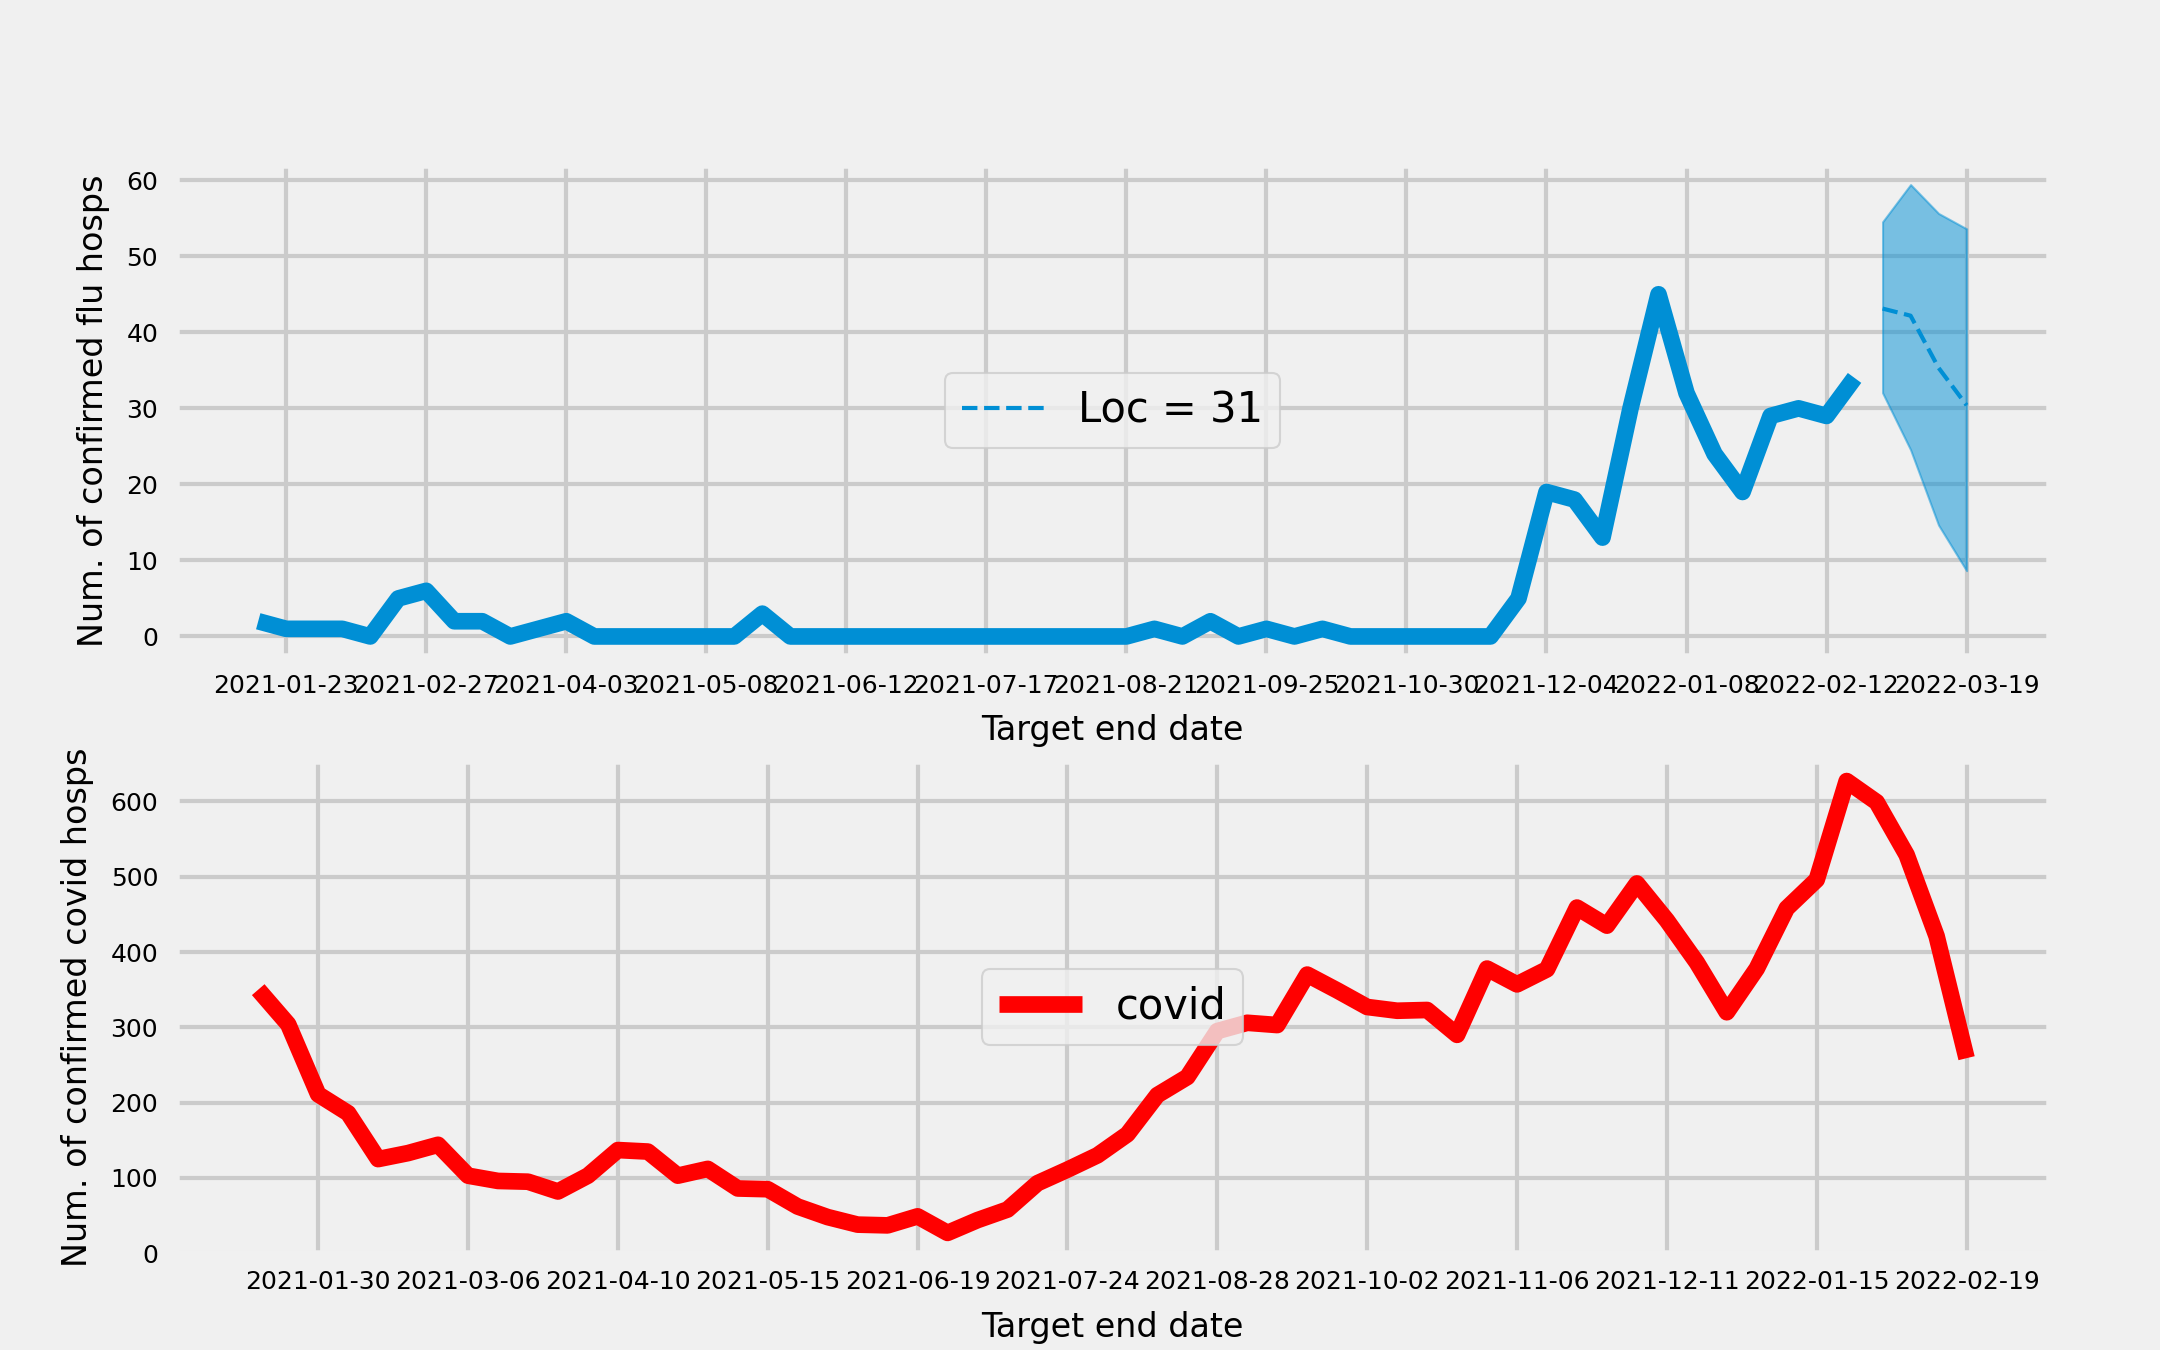 Num. of confirmed flu hosps
60
50
40
30
20
10
0
Loc = 31
2021-01-23 2021-02-27 2021-04-03 2021-05-08 2021-06-12 2021-07-17 2021-08-21 2021-09-25 2021-10-30 2021-12-04 2022-01-08 2022-02-12 2022-03-19
Target end date
Num. of confirmed covid hosps
600
500
400
300
200
100
0
covid
2021-01-30 2021-03-06 2021-04-10 2021-05-15 2021-06-19 2021-07-24 2021-08-28 2021-10-02 2021-11-06 2021-12-11 2022-01-15 2022-02-19
Target end date